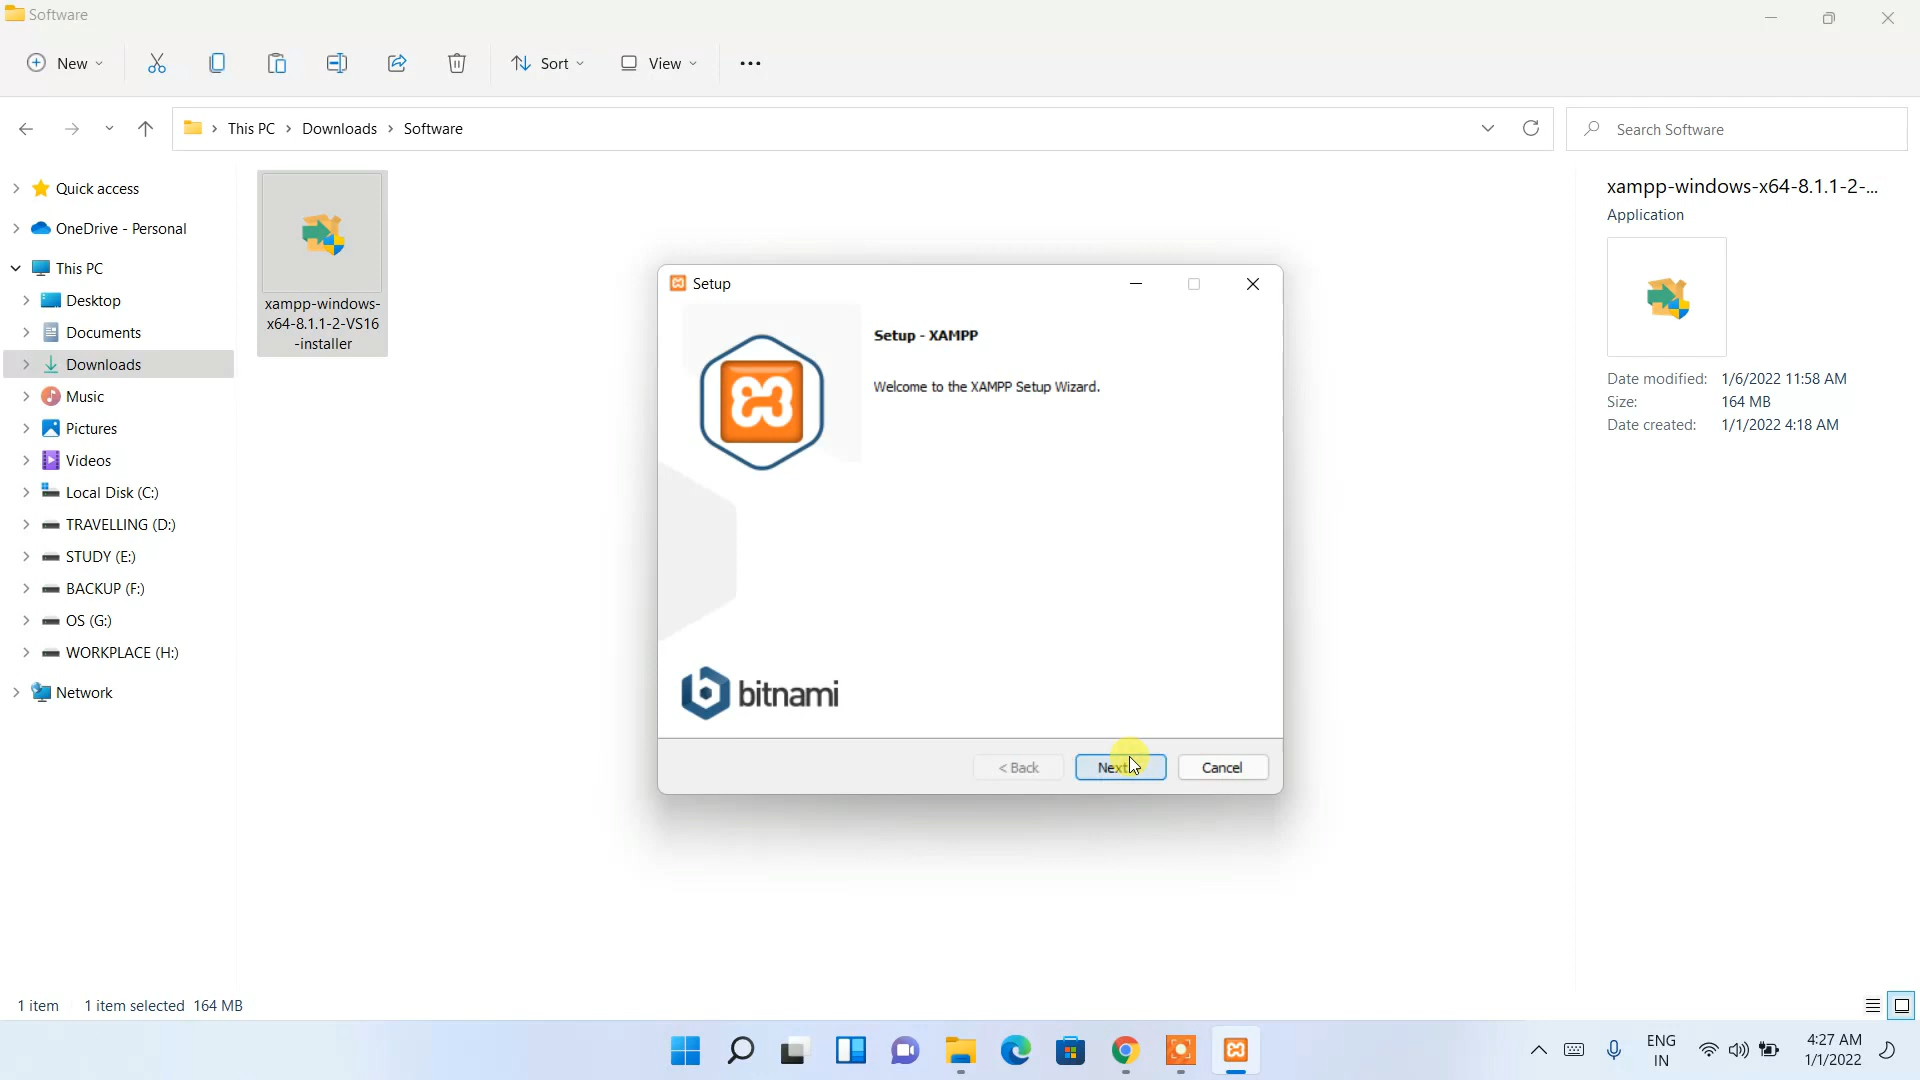 Software
New
Sort
View
This PC
Downloads
Software
Search Software
Quick access
OneDrive - Personal
This PC
Desktop
Documents
Downloads
Music
Pictures
Videos
Local Disk (C:)
TRAVELLING (D:)
STUDY (E:)
BACKUP (F:)
OS (G:)
WORKPLACE (H:)
Network
xampp-windows-
x64-8.1.1-2-VS16
-installer
Setup
Setup - XAMPP
Welcome to the XAMPP Setup Wizard.
bitnami
< Back
Next
Cancel
xampp-windows-x64-8.1.1-2-...
Application
Date modified: 1/6/2022 11:58 AM
Size: 164 MB
Date created: 1/1/2022 4:18 AM
1 item 1 item selected 164 MB
ENG
IN
4:27 AM
1/1/2022